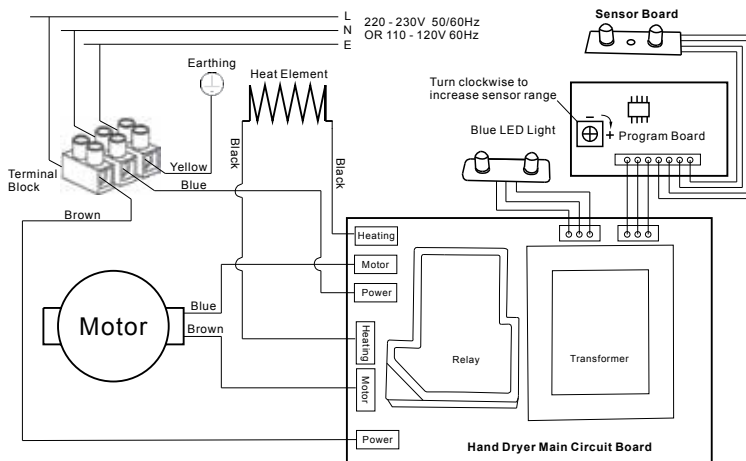 L
N
E
220 - 230V 50/60Hz
OR 110 - 120V 60Hz
Sensor Board
Earthing
Heat Element
Turn clockwise to
increase sensor range
−
+
Program Board
Blue LED Light
Terminal
Block
Yellow
Blue
Brown
Black
Black
Heating
Motor
Power
Heating
Motor
Power
Blue
Brown
Motor
Relay
Transformer
Hand Dryer Main Circuit Board